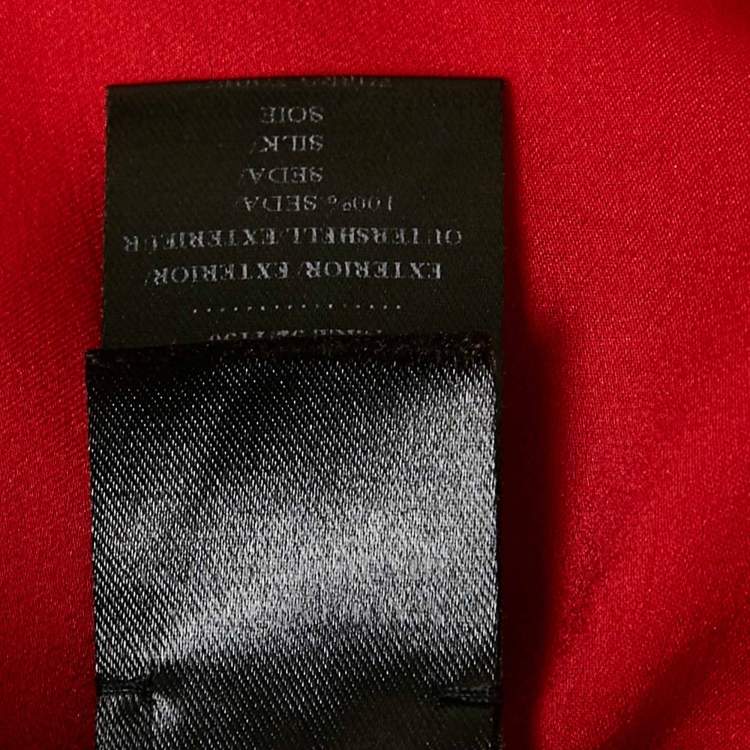 EXTERIOR/ EXTERIOR/
OUTERSHELL/EXTERIEUR
100% SEDA/
SEDA/
SILK/
SOIE